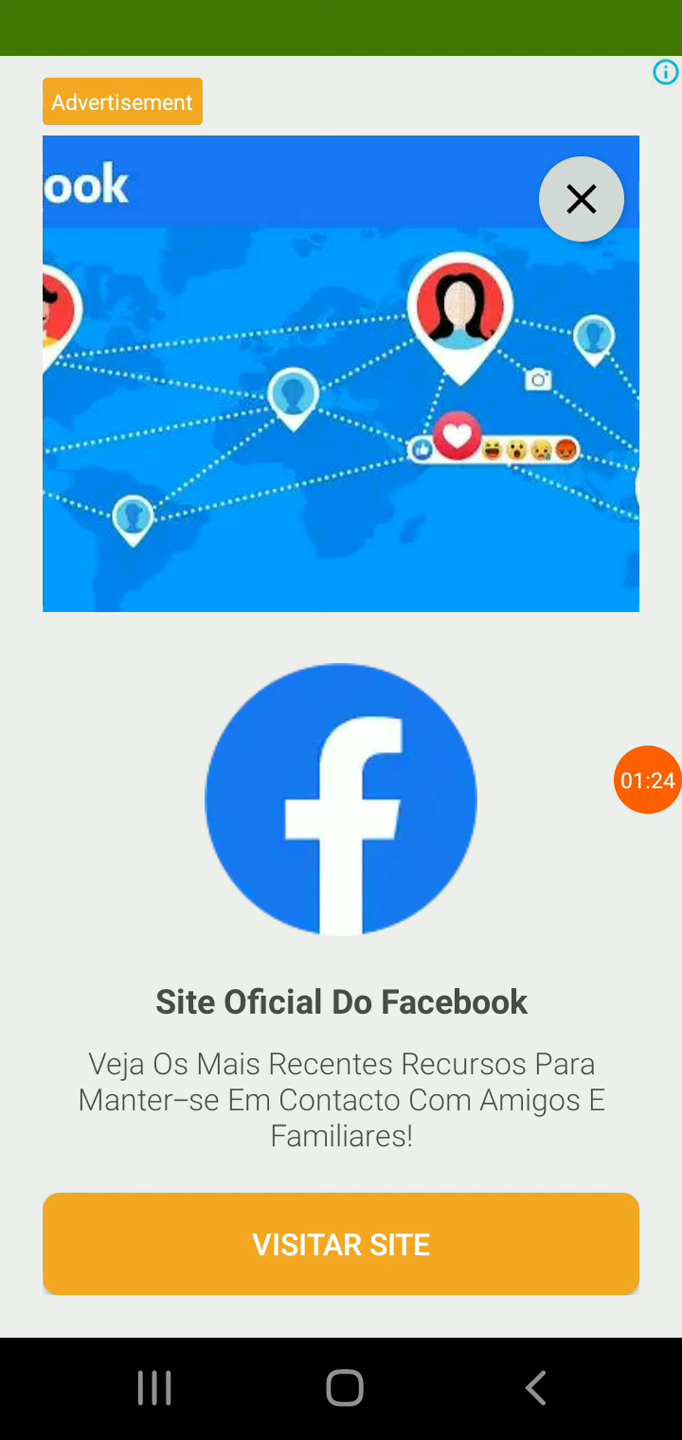 Advertisement
ook
01:24
Site Oficial Do Facebook
Veja Os Mais Recentes Recursos Para
Manter-se Em Contacto Com Amigos E
Familiares!
VISITAR SITE